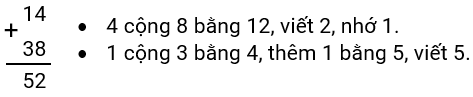 14
+
38
52
• 4 cộng 8 bằng 12, viết 2, nhớ 1.
• 1 cộng 3 bằng 4, thêm 1 bằng 5, viết 5.